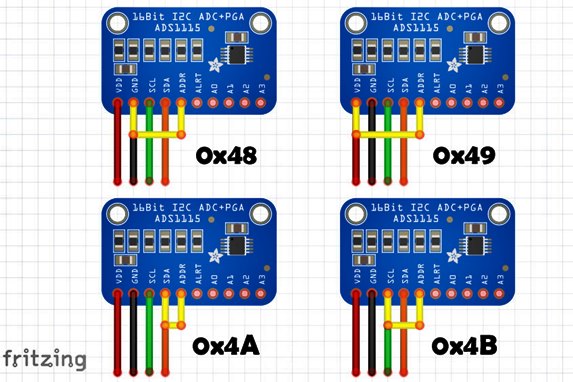 16Bit I2C ADC+PGA
ADS1115
VDD GND SCL SDA ADDR ALRT A0 A1 A2 A3
0x48
16Bit I2C ADC+PGA
ADS1115
VDD GND SCL SDA ADDR ALRT A0 A1 A2 A3
0x49
16Bit I2C ADC+PGA
ADS1115
VDD GND SCL SDA ADDR ALRT A0 A1 A2 A3
0x4A
16Bit I2C ADC+PGA
ADS1115
VDD GND SCL SDA ADDR ALRT A0 A1 A2 A3
0x4B
fritzing